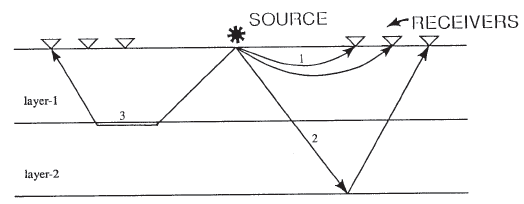 SOURCE
RECEIVERS
1
layer-1
3
2
layer-2